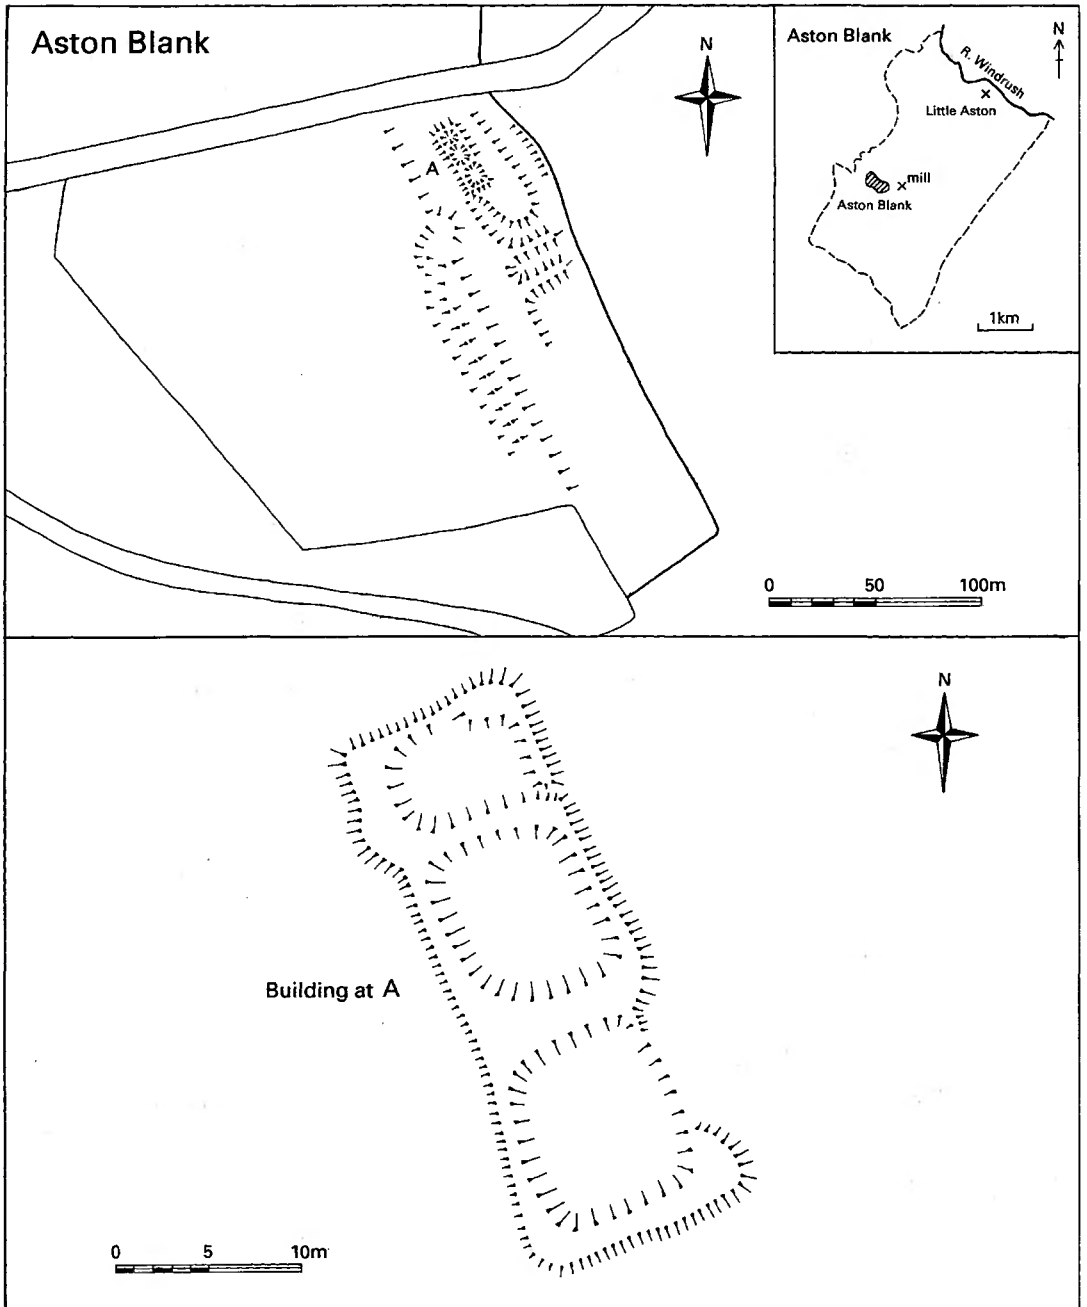 Aston Blank
N
A
0 50 100m
Aston Blank
N
R. Windrush
Little Aston
mill
Aston Blank
1km
N
Building at A
0 5 10m